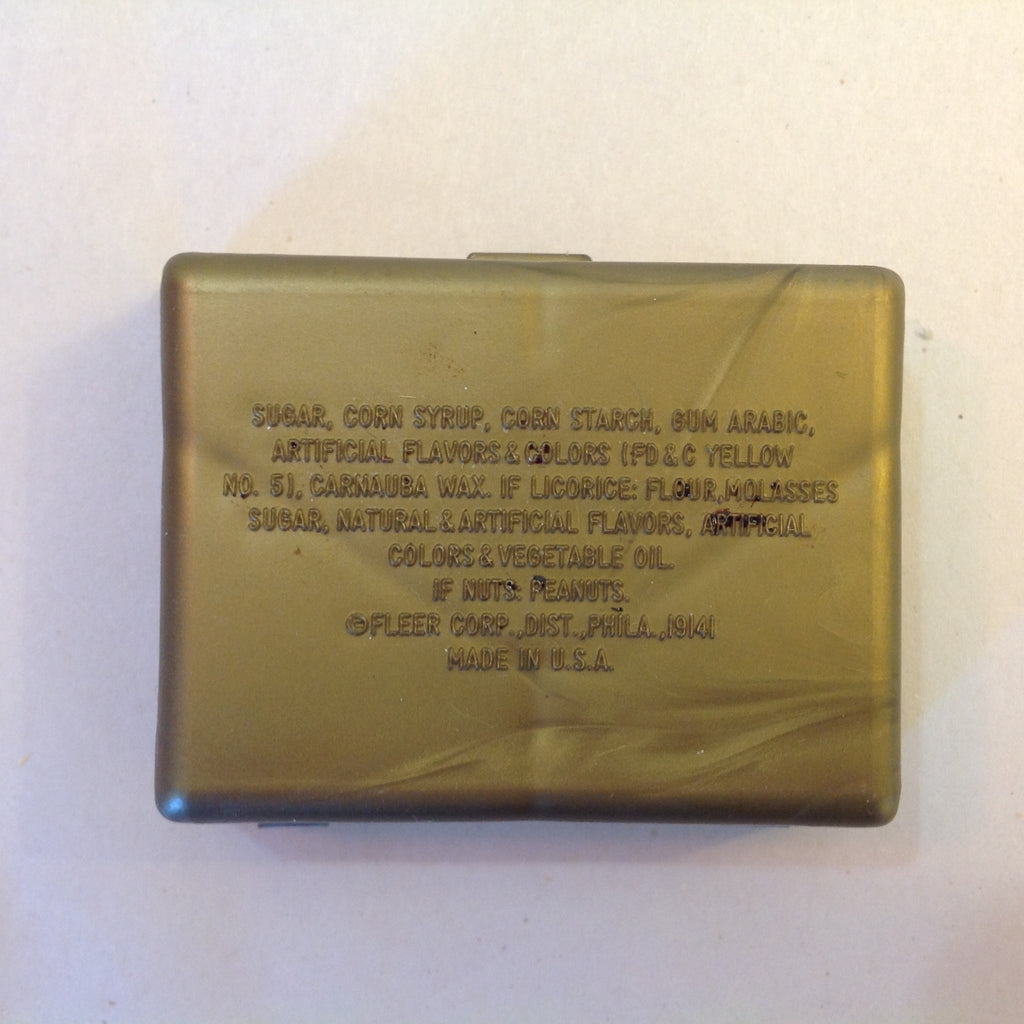 SUGAR, CORN SYRUP, CORN STARCH, GUM ARABIC,
ARTIFICIAL FLAVORS & COLORS (FD & C YELLOW
NO. 5), CARNAUBA WAX. IF LICORICE: FLOUR, MOLASSES
SUGAR, NATURAL & ARTIFICIAL FLAVORS, ARTIFICIAL
COLORS & VEGETABLE OIL.
IF NUTS: PEANUTS.
©FLEER CORP., DIST., PHILA., 19141
MADE IN U.S.A.